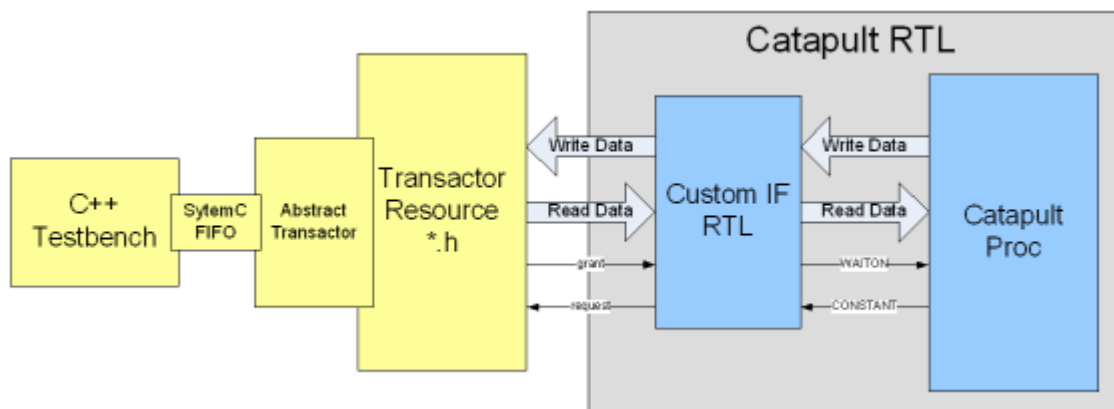 Catapult RTL
C++
Testbench
SytemC
FIFO
Abstract
Transactor
Transactor
Resource
*.h
Write Data
Read Data
grant
request
Custom IF
RTL
Write Data
Read Data
WAITON
CONSTANT
Catapult
Proc